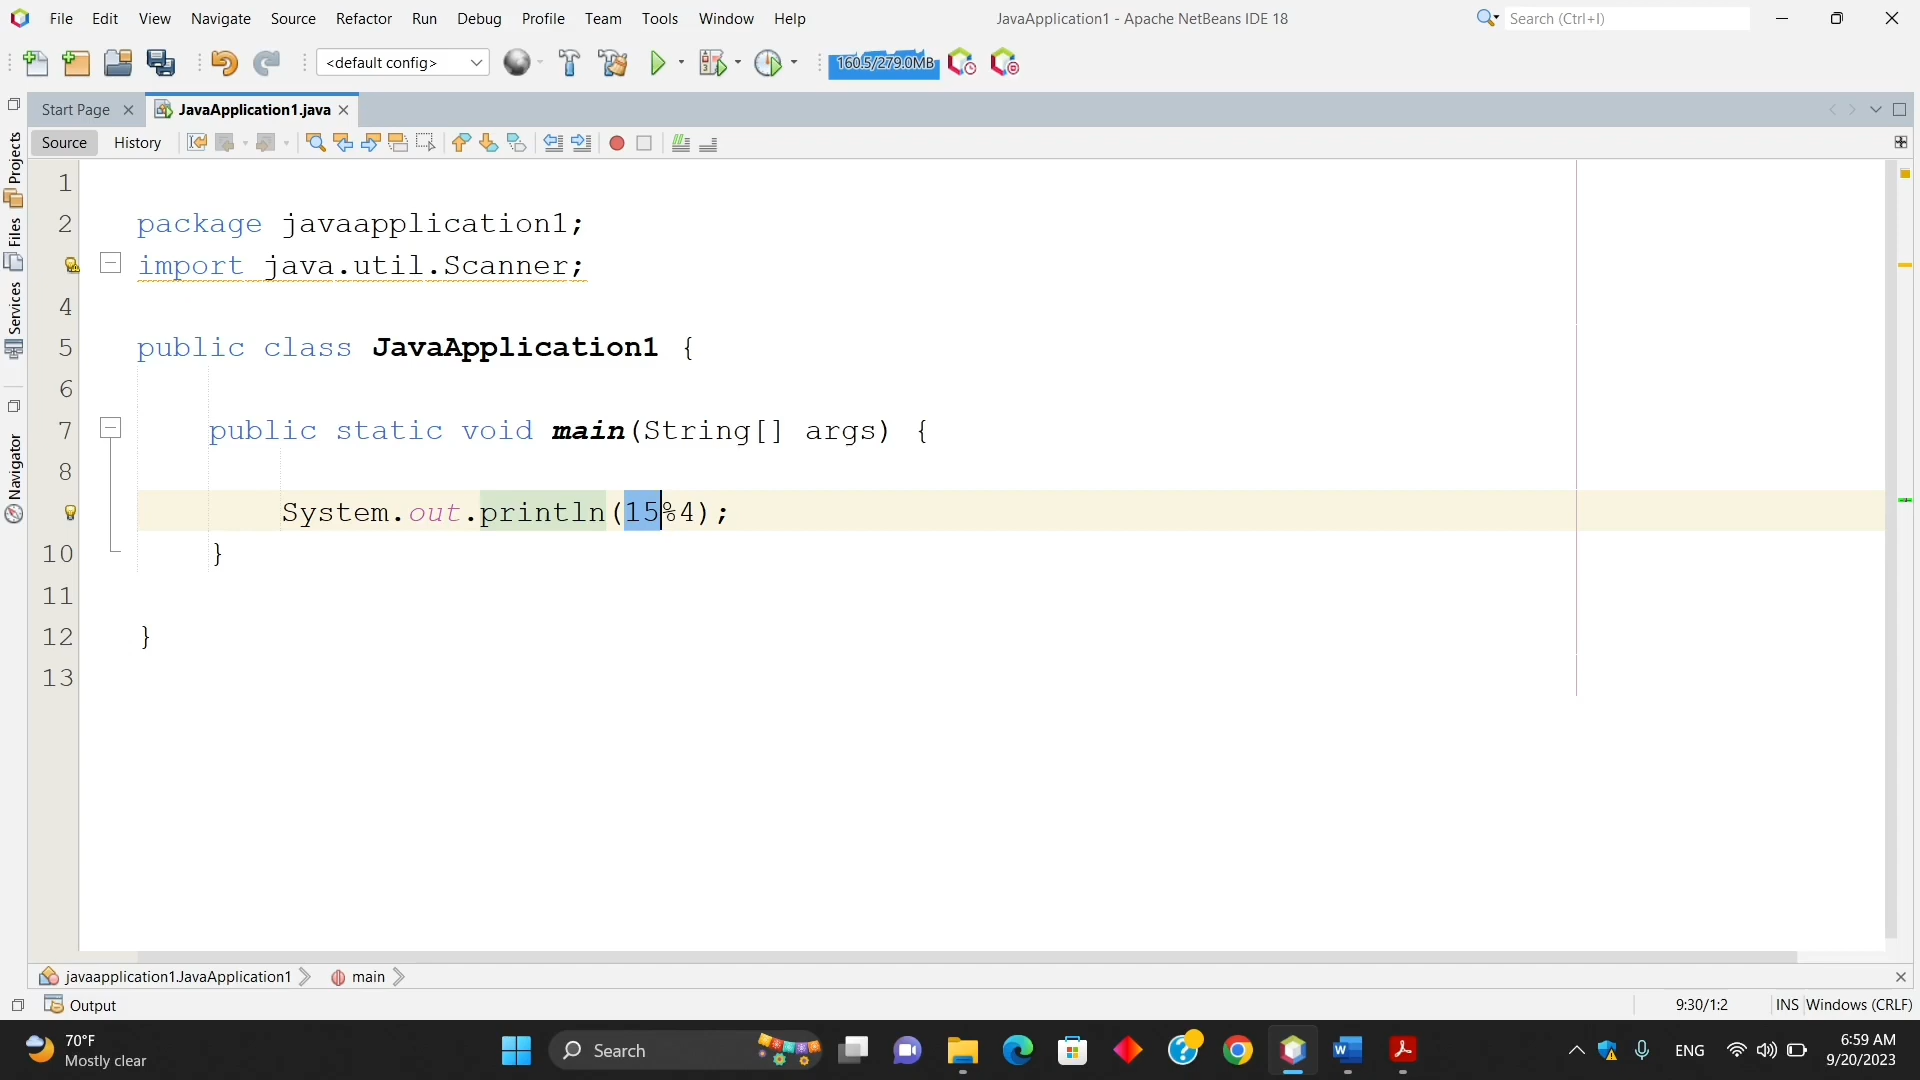 File Edit View Navigate Source Refactor Run Debug Profile Team Tools Window Help JavaApplication1 - Apache NetBeans IDE 18 Search (Ctrl+I)
<default config> 160.5/279.0MB
Start Page JavaApplication1.java
Source History
Projects
Files
Services
Navigator
1
2 package javaapplication1;
import java.util.Scanner;
4
5 public class JavaApplication1 {
6
7 public static void main(String[] args) {
8
System.out.println(15%4);
10 }
11
12 }
13
javaapplication1.JavaApplication1 main
Output 9:30/1:2 INS Windows (CRLF)
70°F
Mostly clear
Search
ENG
6:59 AM
9/20/2023